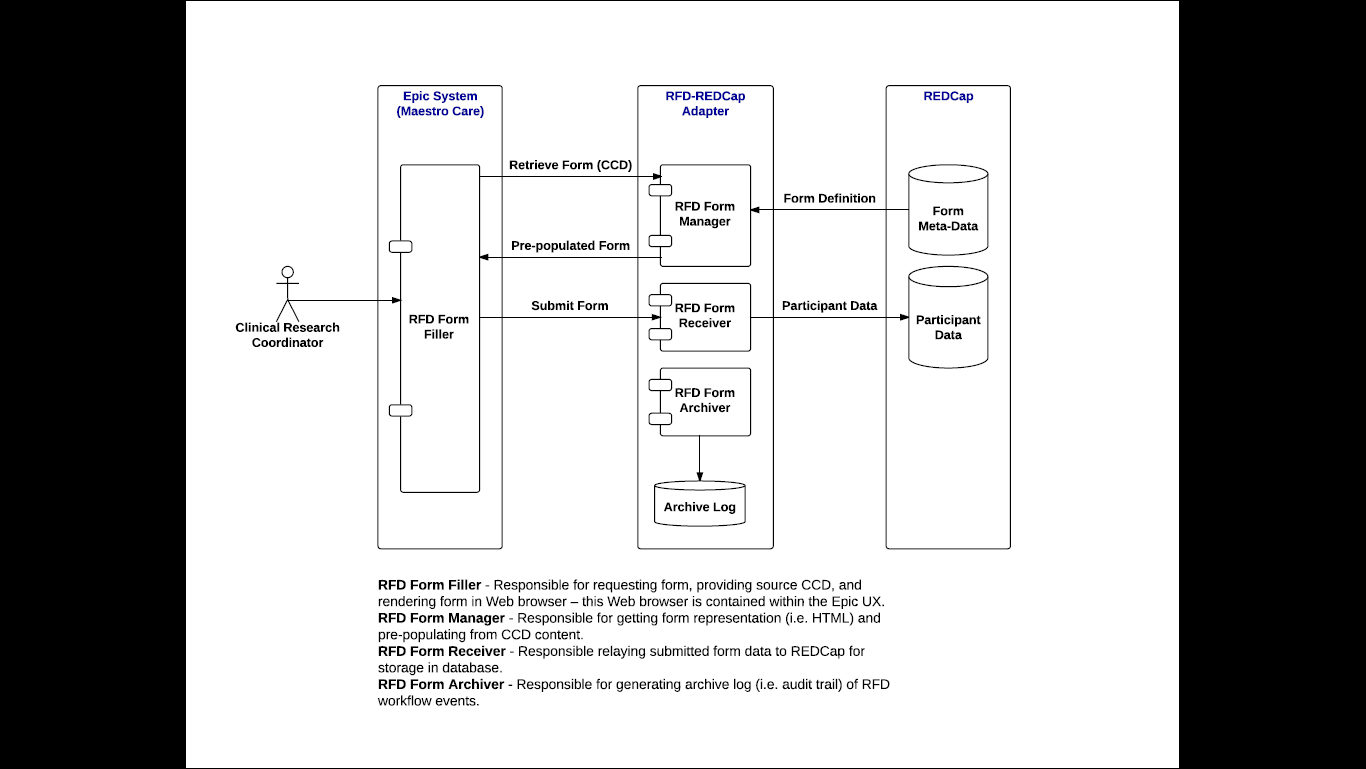 Epic System
(Maestro Care)
RFD-REDCap
Adapter
REDCap
Retrieve Form (CCD)
RFD Form
Manager
Form Definition
Form
Meta-Data
Pre-populated Form
Clinical Research
Coordinator
RFD Form
Filler
Submit Form
RFD Form
Receiver
Participant Data
Participant
Data
RFD Form
Archiver
Archive Log
RFD Form Filler - Responsible for requesting form, providing source CCD, and
rendering form in Web browser – this Web browser is contained within the Epic UX.
RFD Form Manager - Responsible for getting form representation (i.e. HTML) and
pre-populating from CCD content.
RFD Form Receiver - Responsible relaying submitted form data to REDCap for
storage in database.
RFD Form Archiver - Responsible for generating archive log (i.e. audit trail) of RFD
workflow events.